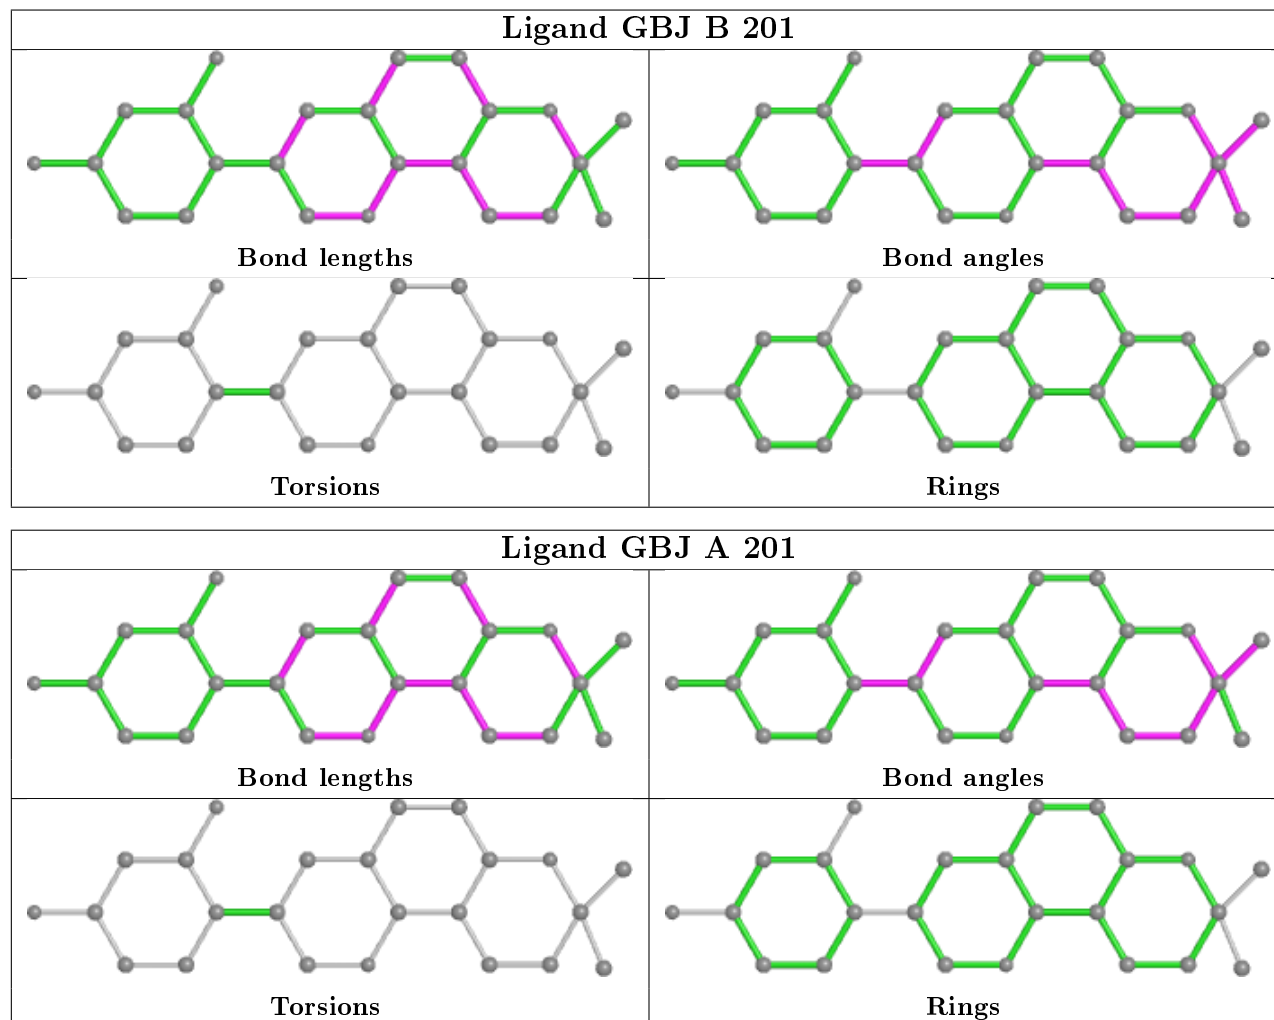 Ligand GBJ B 201
Bond lengths
Bond angles
Torsions
Rings
Ligand GBJ A 201
Bond lengths
Bond angles
Torsions
Rings